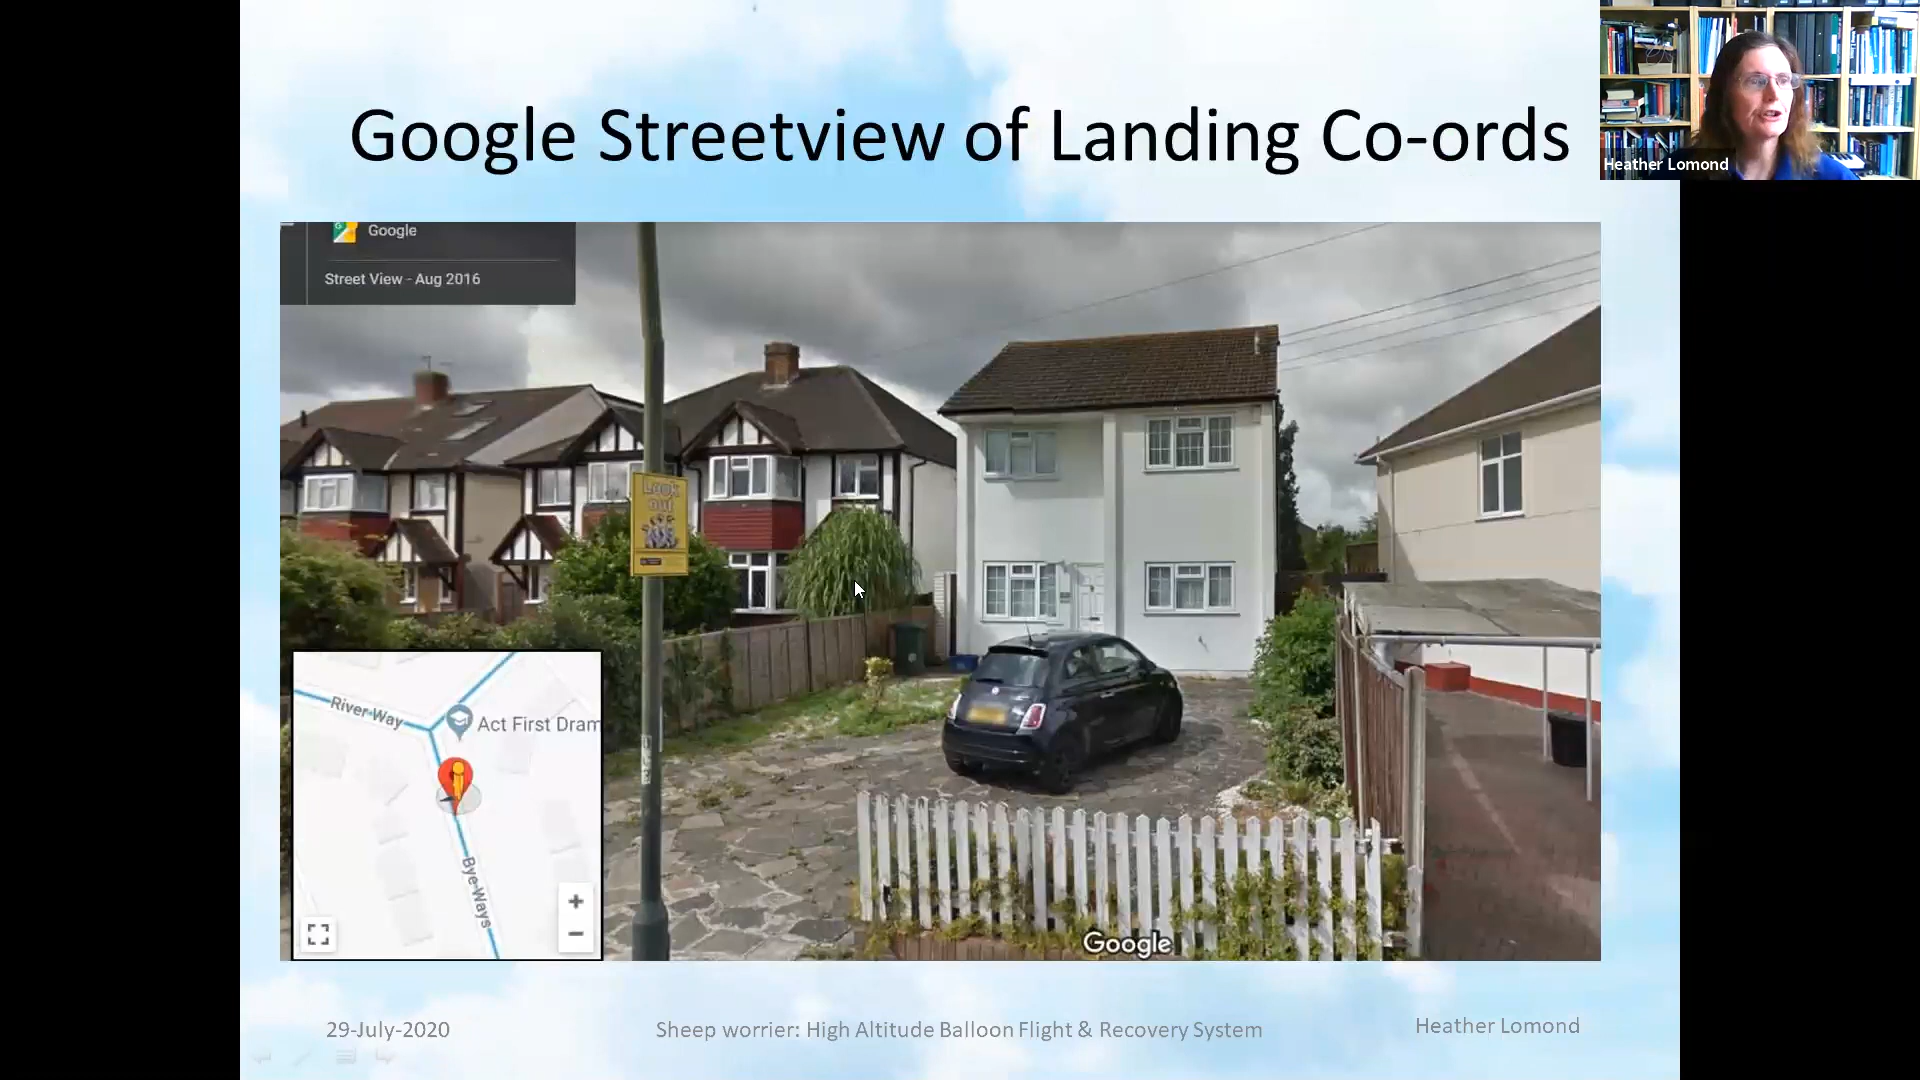 Google Streetview of Landing Co-ords
Heather Lomond
Google
Street View - Aug 2016
Look
out
River Way
Act First Dram
Bye-Ways
+
−
Google
29-July-2020
Sheep worrier: High Altitude Balloon Flight & Recovery System
Heather Lomond